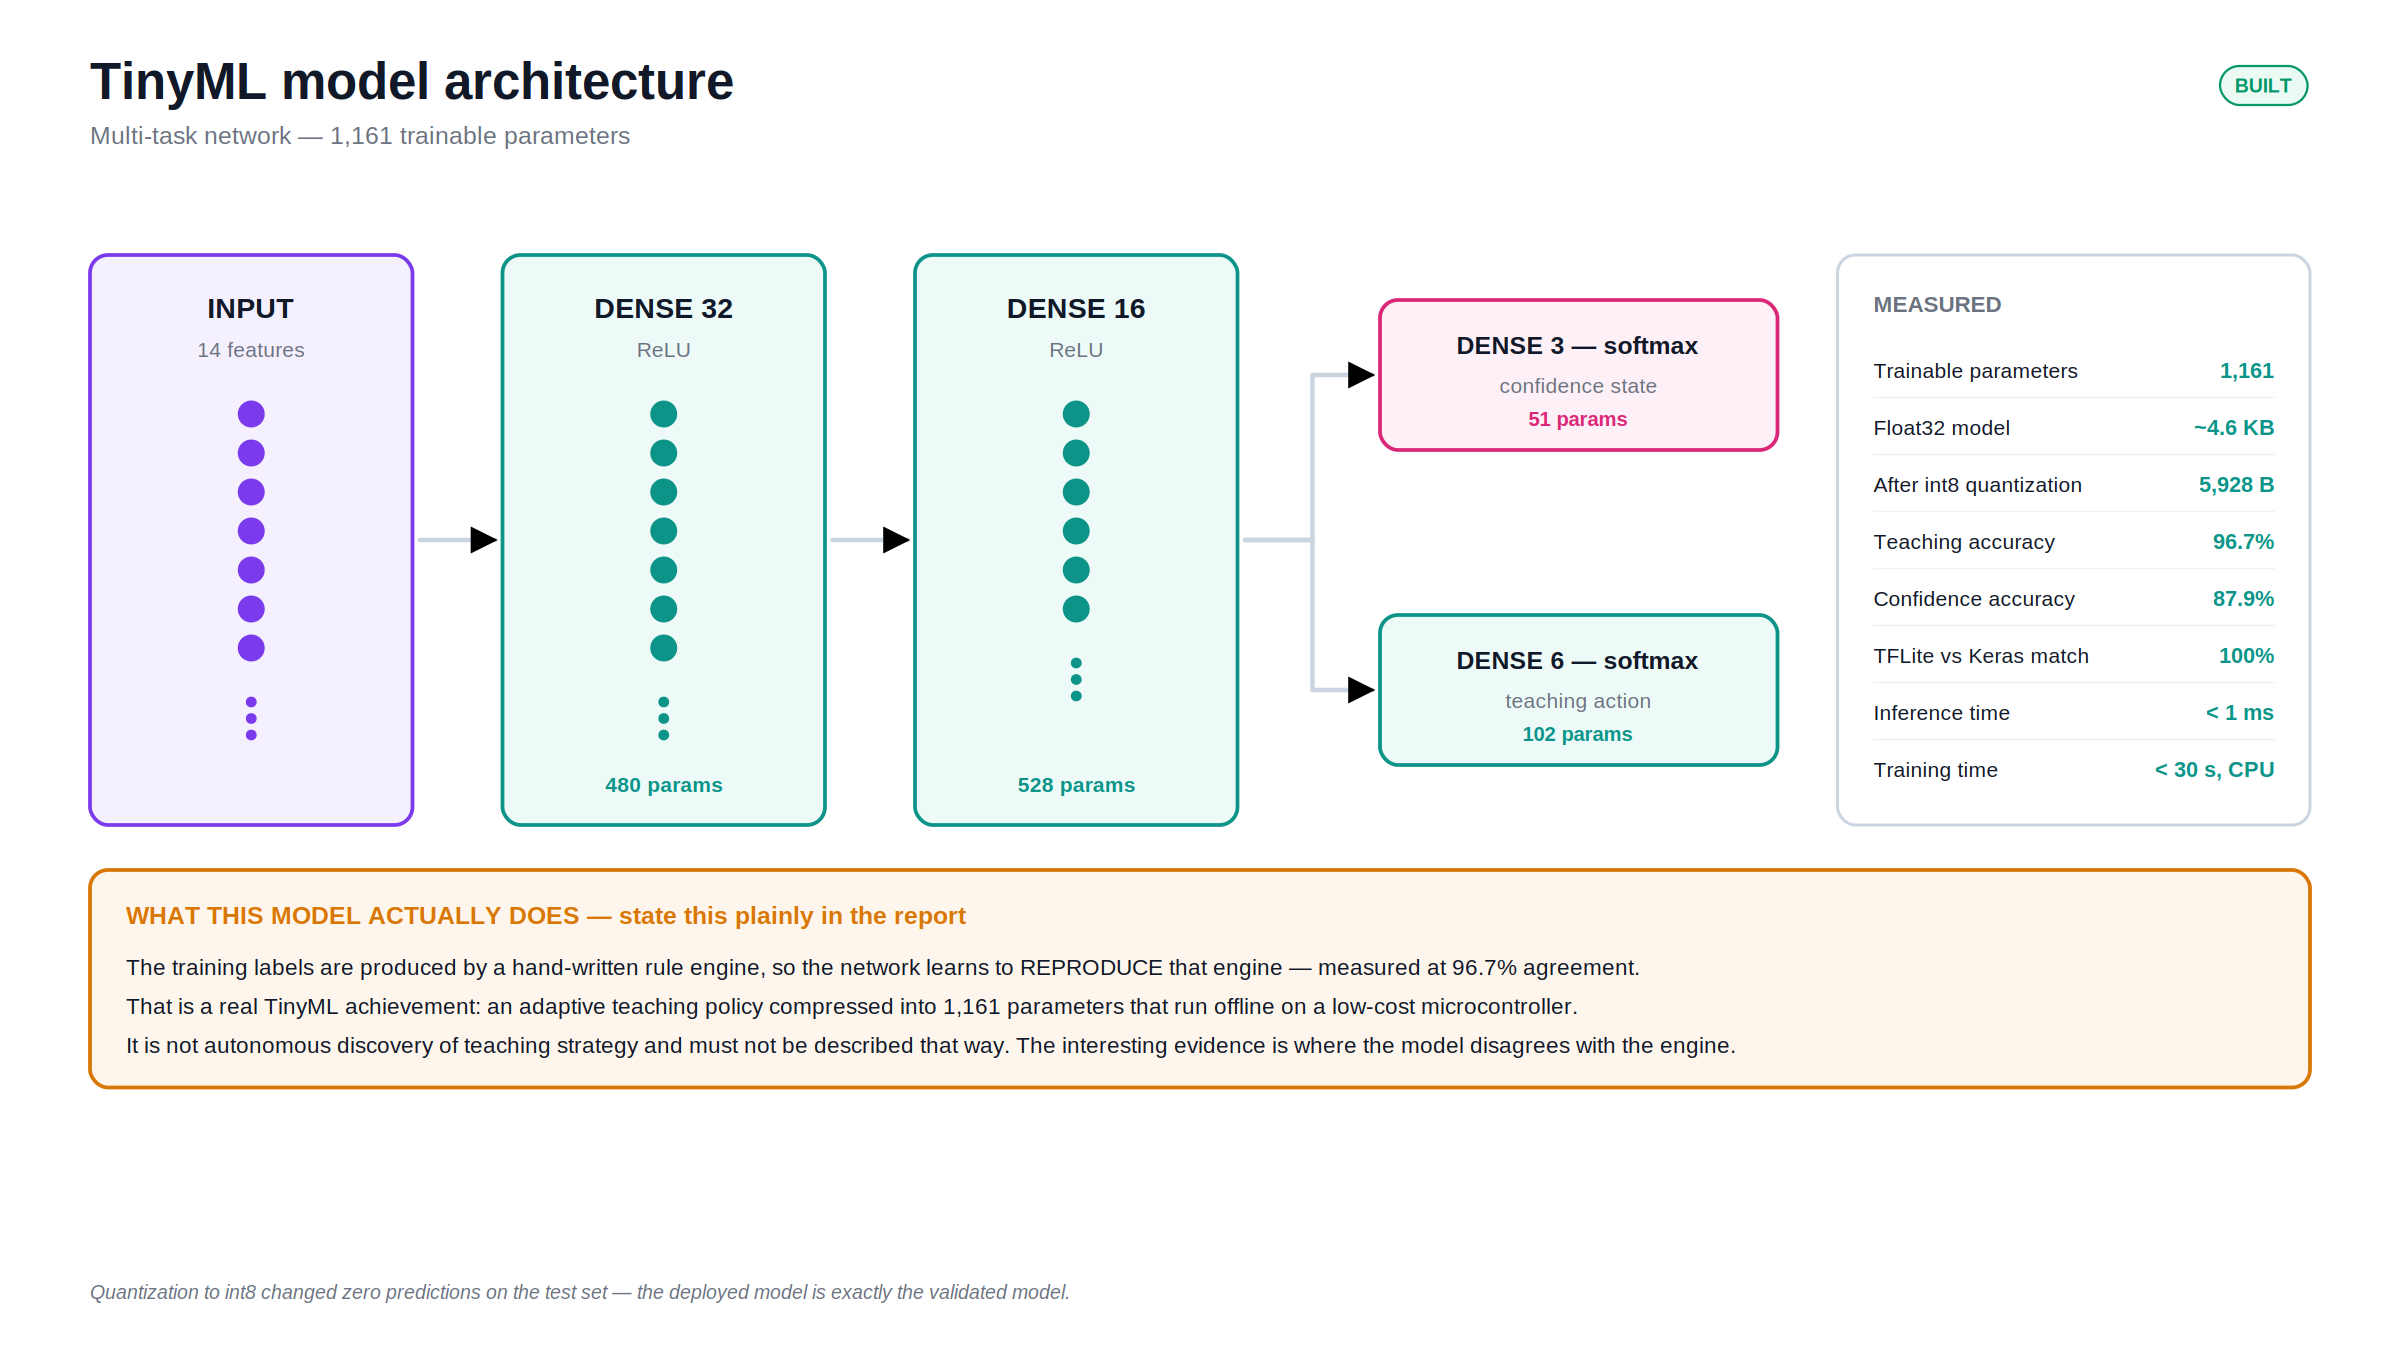 TinyML model architecture
BUILT
Multi-task network — 1,161 trainable parameters
INPUT
14 features
DENSE 32
ReLU
480 params
DENSE 16
ReLU
528 params
DENSE 3 — softmax
confidence state
51 params
DENSE 6 — softmax
teaching action
102 params
MEASURED
Trainable parameters 1,161
Float32 model ~4.6 KB
After int8 quantization 5,928 B
Teaching accuracy 96.7%
Confidence accuracy 87.9%
TFLite vs Keras match 100%
Inference time < 1 ms
Training time < 30 s, CPU
WHAT THIS MODEL ACTUALLY DOES — state this plainly in the report
The training labels are produced by a hand-written rule engine, so the network learns to REPRODUCE that engine — measured at 96.7% agreement.
That is a real TinyML achievement: an adaptive teaching policy compressed into 1,161 parameters that run offline on a low-cost microcontroller.
It is not autonomous discovery of teaching strategy and must not be described that way. The interesting evidence is where the model disagrees with the engine.
Quantization to int8 changed zero predictions on the test set — the deployed model is exactly the validated model.